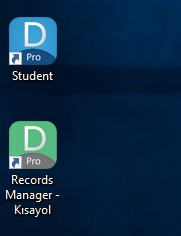 D
Pro
Student
D
Pro
Records
Manager -
Kısayol